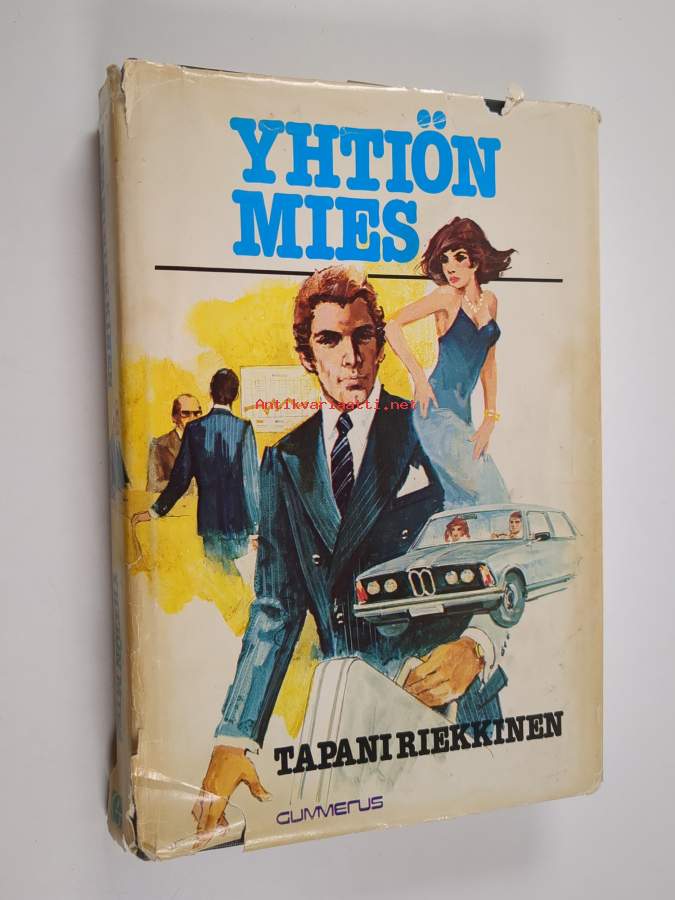 YHTIÖN
MIES
Antikvariaatti.net
TAPANI RIEKKINEN
GUMMERUS